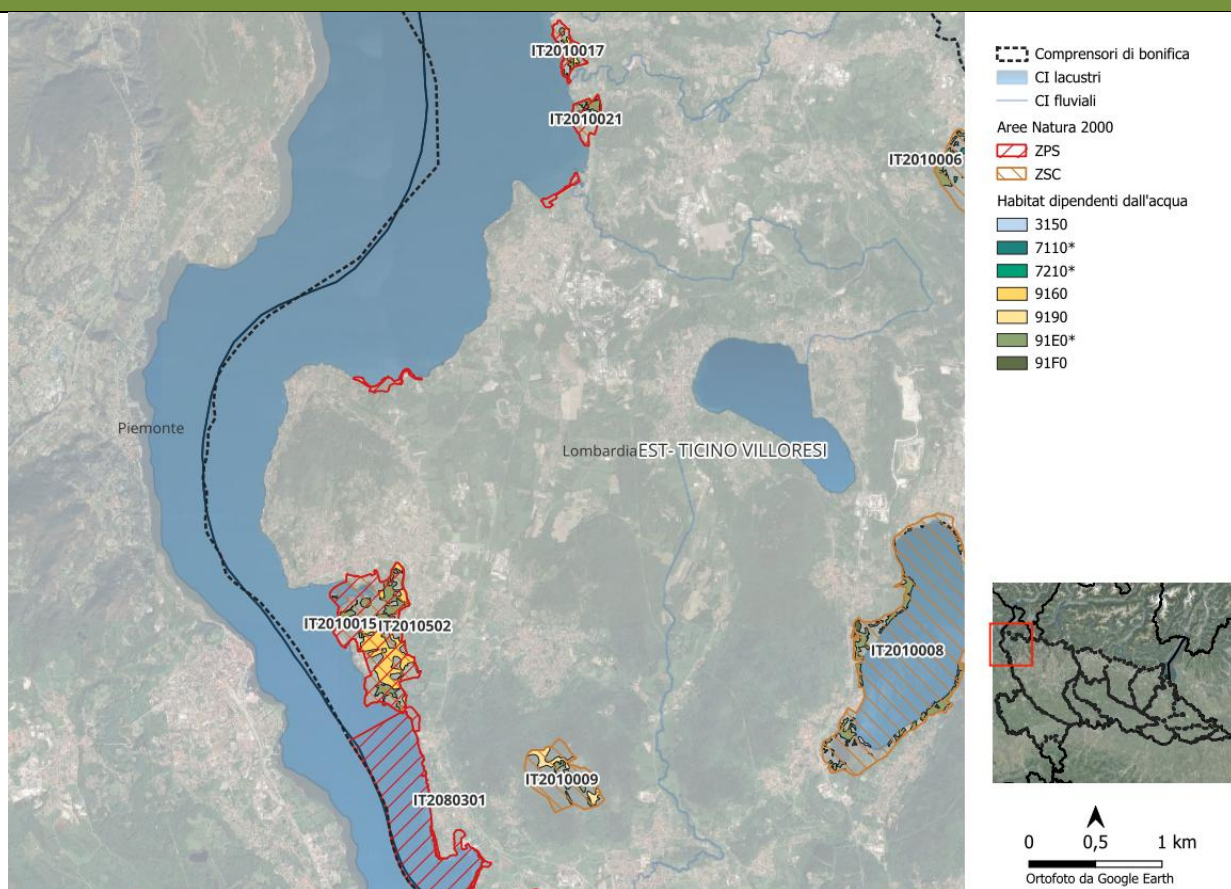 IT2010017
IT2010021
IT2010006
Piemonte
Lombardia
EST- TICINO VILLORESI
IT2010015
IT2010502
IT2010008
IT2010009
IT2080301
Comprensori di bonifica
CI lacustri
CI fluviali
Aree Natura 2000
ZPS
ZSC
Habitat dipendenti dall'acqua
3150
7110*
7210*
9160
9190
91E0*
91F0
0 0,5 1 km
Ortofoto da Google Earth